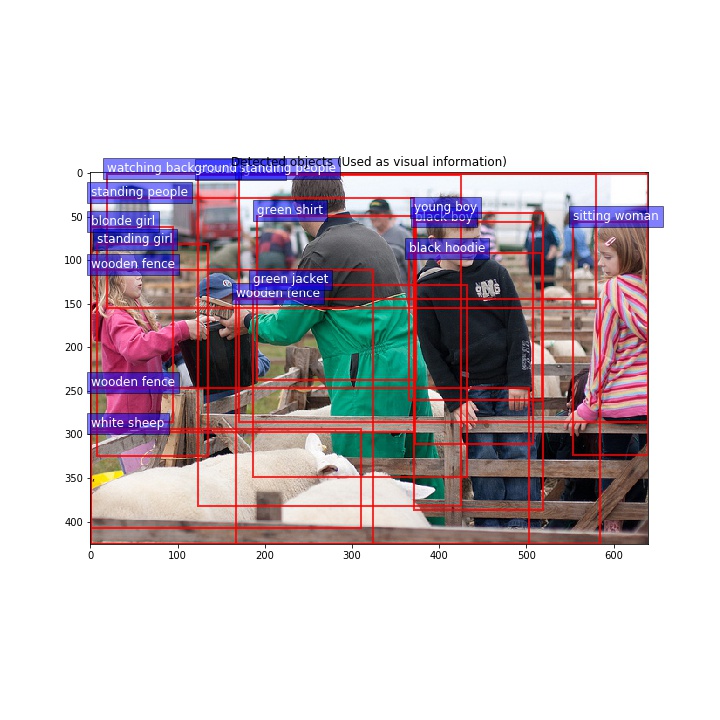 Detected objects (Used as visual information)
watching background
standing people
standing people
blonde girl
standing girl
wooden fence
green shirt
young boy
black boy
black hoodie
sitting woman
green jacket
wooden fence
wooden fence
white sheep
0
50
100
150
200
250
300
350
400
0 100 200 300 400 500 600